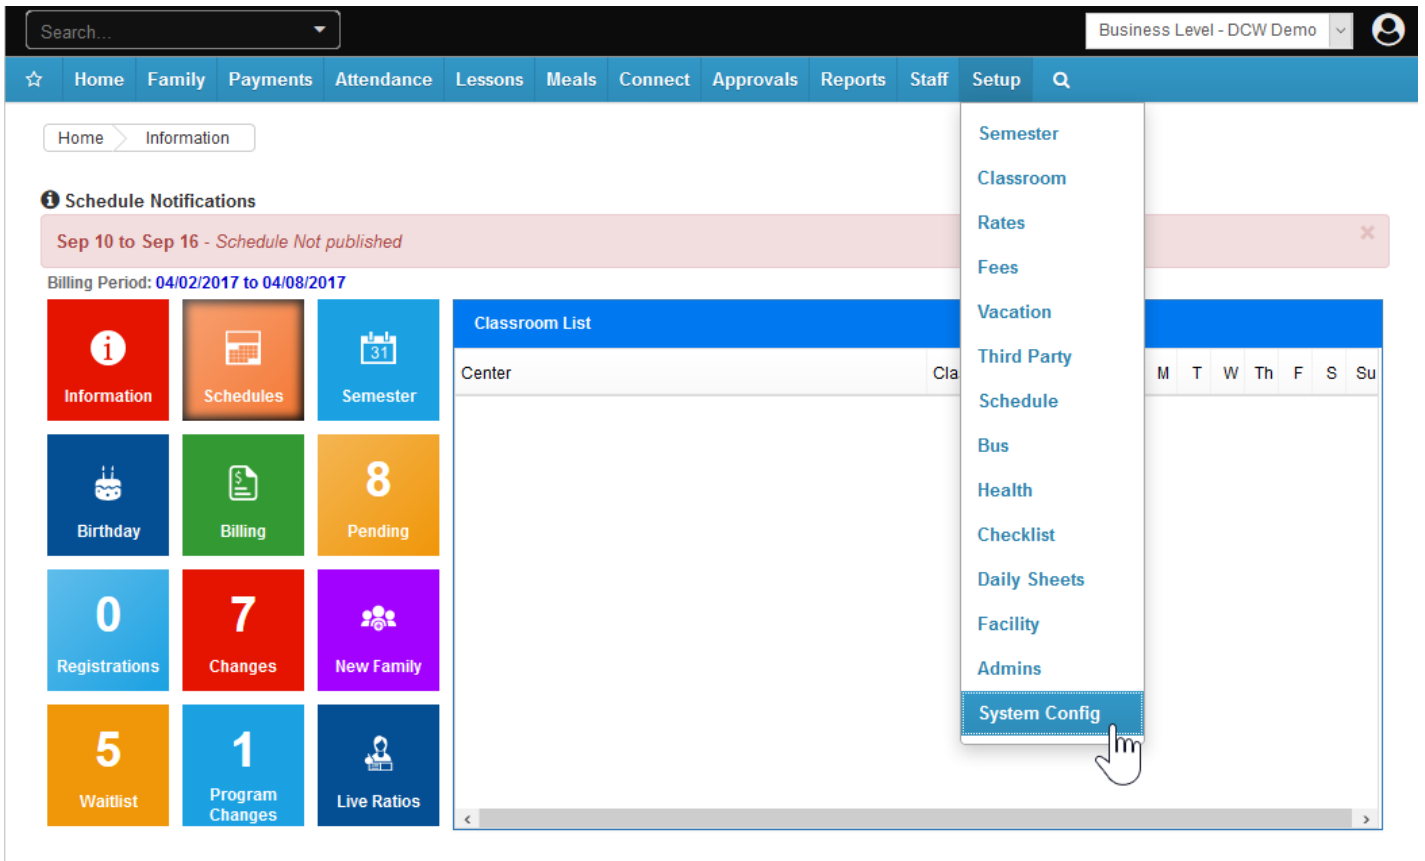 Search...
Business Level - DCW Demo
Home Family Payments Attendance Lessons Meals Connect Approvals Reports Staff Setup
Home Information
Schedule Notifications
Sep 10 to Sep 16 - Schedule Not published
×
Billing Period: 04/02/2017 to 04/08/2017
i
Information
Schedules
31
Semester
Birthday
$
Billing
8
Pending
0
Registrations
7
Changes
New Family
5
Waitlist
1
Program
Changes
Live Ratios
Classroom List
Center Cla M T W Th F S Su
Semester
Classroom
Rates
Fees
Vacation
Third Party
Schedule
Bus
Health
Checklist
Daily Sheets
Facility
Admins
System Config